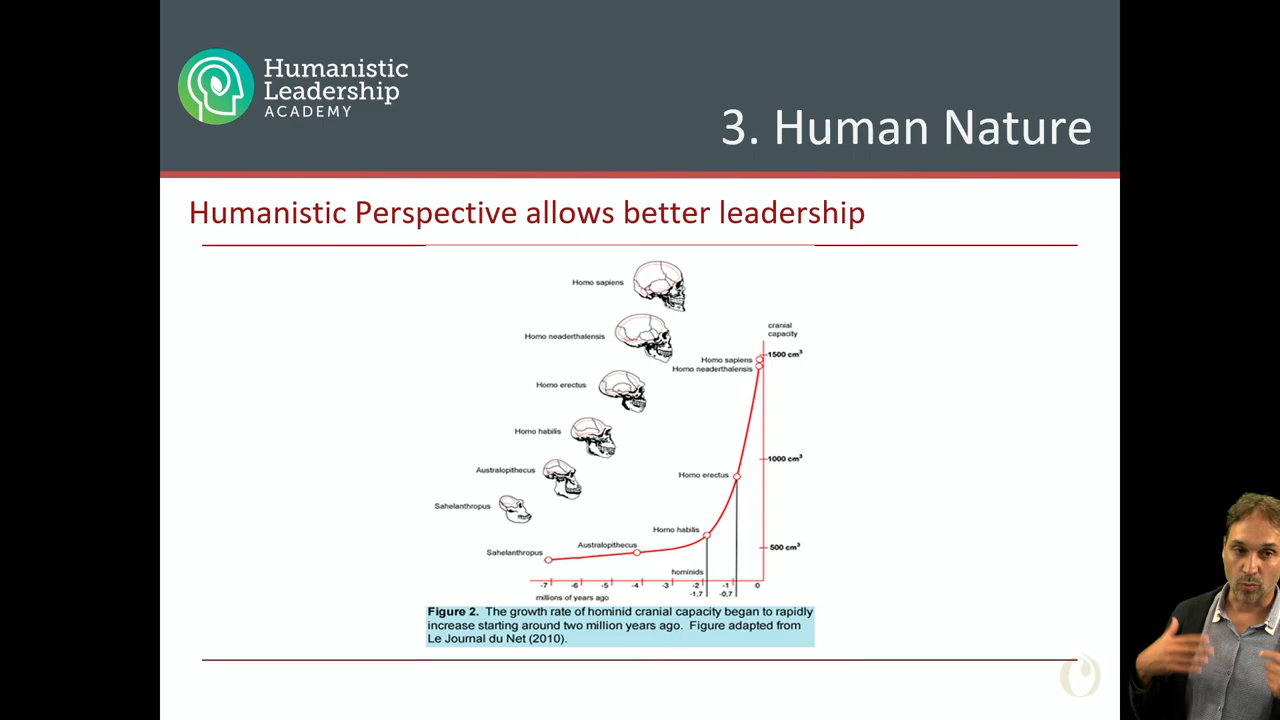 Humanistic
Leadership
ACADEMY
3. Human Nature
Humanistic Perspective allows better leadership
Homo sapiens
Homo neaderthalensis
Homo erectus
Homo habilis
Australopithecus
Sahelanthropus
cranial
capacity
1500 cm³
Homo sapiens
Homo neaderthalensis
1000 cm³
Homo erectus
Homo habilis
500 cm³
Australopithecus
Sahelanthropus
hominids
-7 -6 -5 -4 -3 -2 -1 0
-1,7 -0,7
millions of years ago
Figure 2. The growth rate of hominid cranial capacity began to rapidly
increase starting around two million years ago. Figure adapted from
Le Journal du Net (2010).